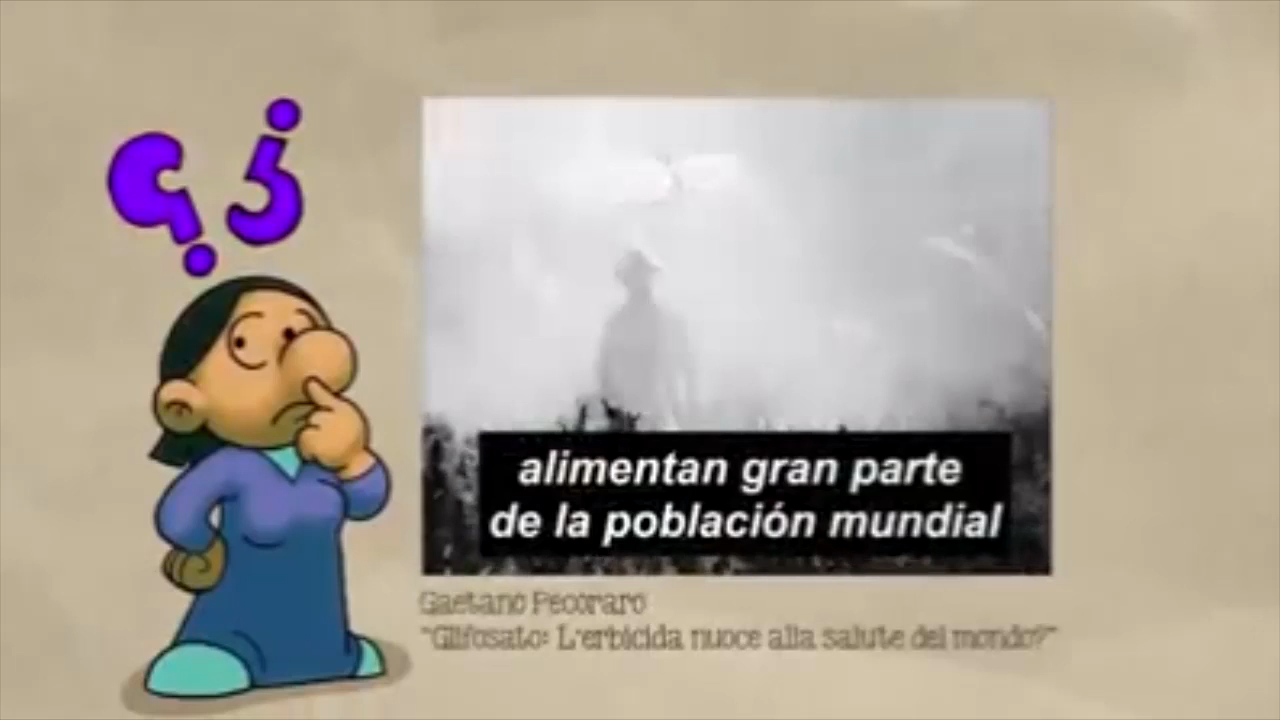 alimentan gran parte
de la población mundial
Gaetano Pecoraro
"Glifosato: L'erbicida nuoce alla salute del mondo?"